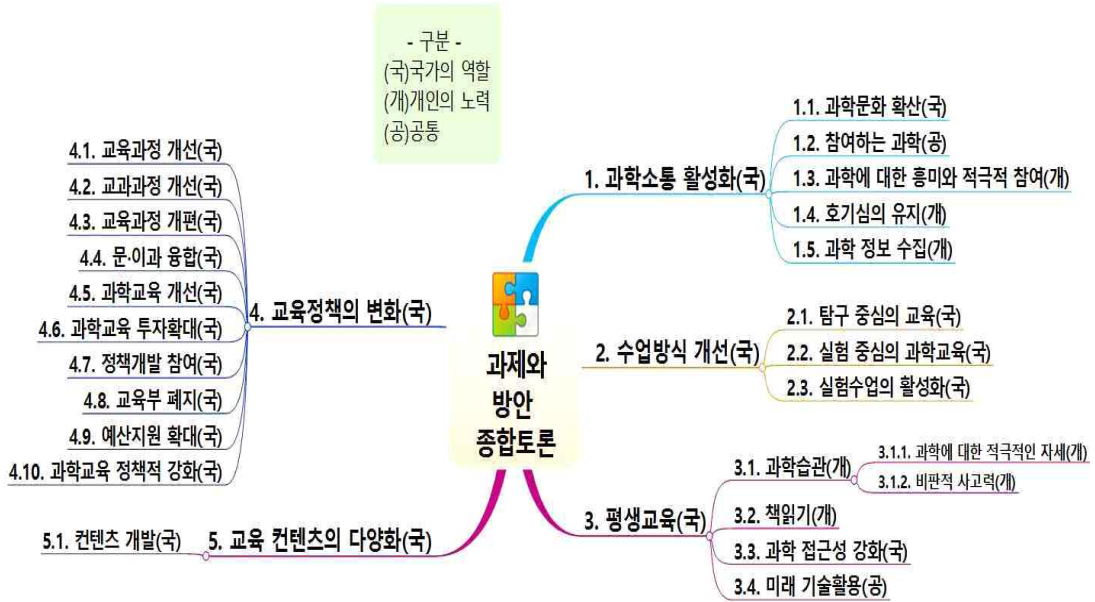 - 구분 -
(국)국가의 역할
(개)개인의 노력
(공)공통
과제와
방안
종합토론
1. 과학소통 활성화(국)
1.1. 과학문화 확산(국)
1.2. 참여하는 과학(공)
1.3. 과학에 대한 흥미와 적극적 참여(개)
1.4. 호기심의 유지(개)
1.5. 과학 정보 수집(개)
2. 수업방식 개선(국)
2.1. 탐구 중심의 교육(국)
2.2. 실험 중심의 과학교육(국)
2.3. 실험수업의 활성화(국)
3. 평생교육(국)
3.1. 과학습관(개)
3.1.1. 과학에 대한 적극적인 자세(개)
3.1.2. 비판적 사고력(개)
3.2. 책읽기(개)
3.3. 과학 접근성 강화(국)
3.4. 미래 기술활용(공)
4. 교육정책의 변화(국)
4.1. 교육과정 개선(국)
4.2. 교과과정 개선(국)
4.3. 교육과정 개편(국)
4.4. 문·이과 융합(국)
4.5. 과학교육 개선(국)
4.6. 과학교육 투자확대(국)
4.7. 정책개발 참여(국)
4.8. 교육부 폐지(국)
4.9. 예산지원 확대(국)
4.10. 과학교육 정책적 강화(국)
5. 교육 컨텐츠의 다양화(국)
5.1. 컨텐츠 개발(국)